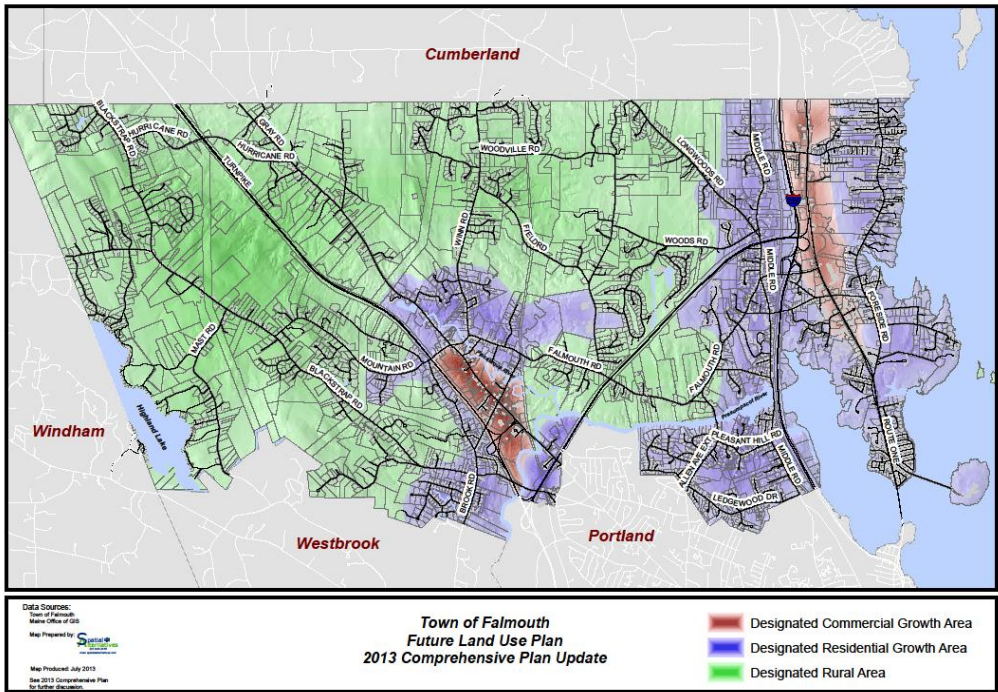 Cumberland
BLACKSTRAP RD
HURRICANE RD
GRAY RD
HURRICANE RD
TURNPIKE
WOODVILLE RD
LONGWOODS RD
MIDDLE RD
WINN RD
FIELD RD
WOODS RD
MIDDLE RD
FORESIDE RD
MAST RD
MOUNTAIN RD
BLACKSTRAP RD
FALMOUTH RD
FALMOUTH RD
Presumpscot River
Highland Lake
Windham
PLEASANT HILL RD
ALLEN AVE EXT
MIDDLE RD
ROUTE ONE
LEDGEWOOD DR
BROOK RD
Westbrook
Portland
Data Sources:
Town of Falmouth
Maine Office of GIS
Map Prepared by:
Spatial
Alternatives
Map Produced: July 2013
See 2013 Comprehensive Plan
for further discussion.
Town of Falmouth
Future Land Use Plan
2013 Comprehensive Plan Update
Designated Commercial Growth Area
Designated Residential Growth Area
Designated Rural Area